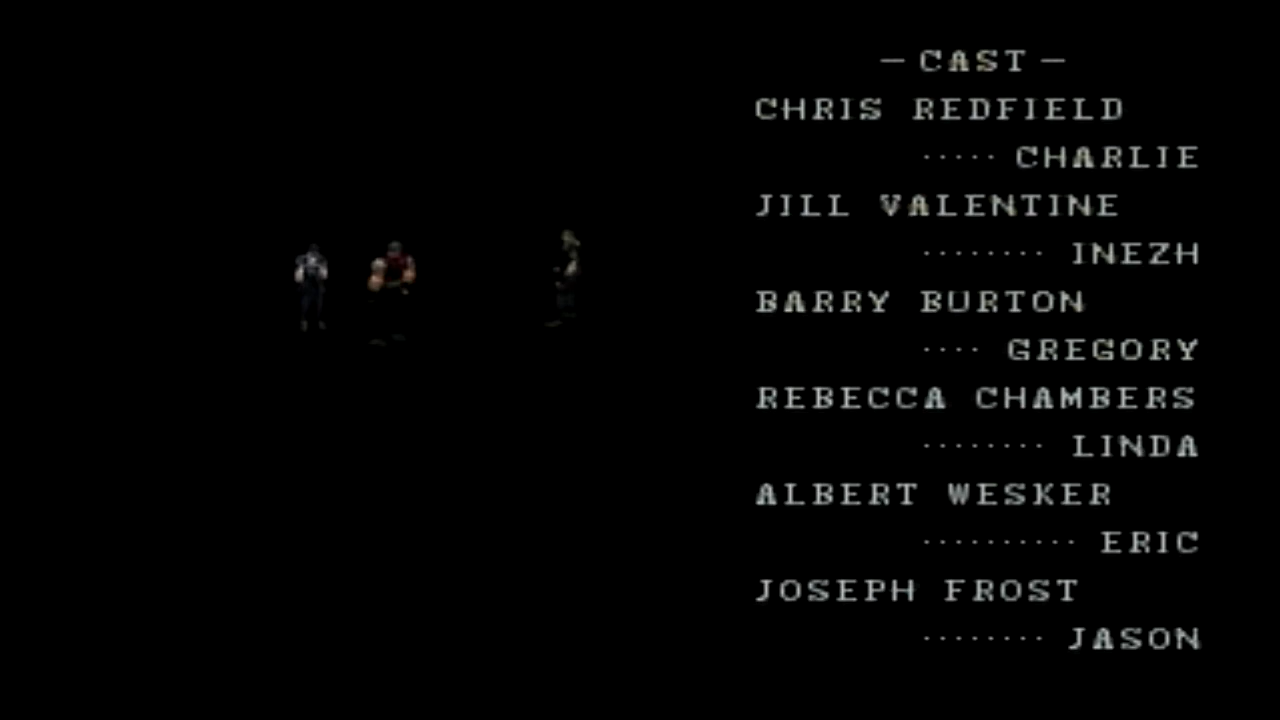 —CAST—
CHRIS REDFIELD
····· CHARLIE
JILL VALENTINE
········ INEZH
BARRY BURTON
···· GREGORY
REBECCA CHAMBERS
········ LINDA
ALBERT WESKER
·········· ERIC
JOSEPH FROST
········ JASON